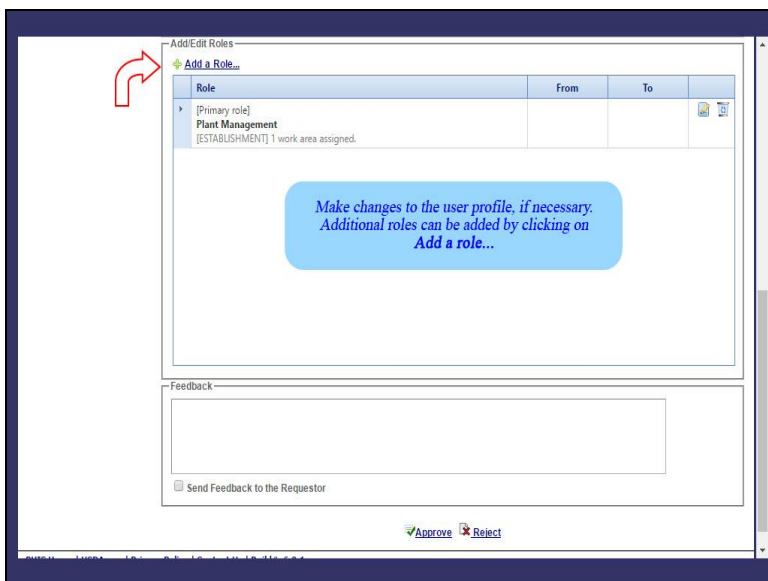 Add/Edit Roles
Add a Role...
Role From To
[Primary role]
Plant Management
[ESTABLISHMENT] 1 work area assigned.
Make changes to the user profile, if necessary.
Additional roles can be added by clicking on
Add a role...
Feedback
Send Feedback to the Requestor
Approve Reject